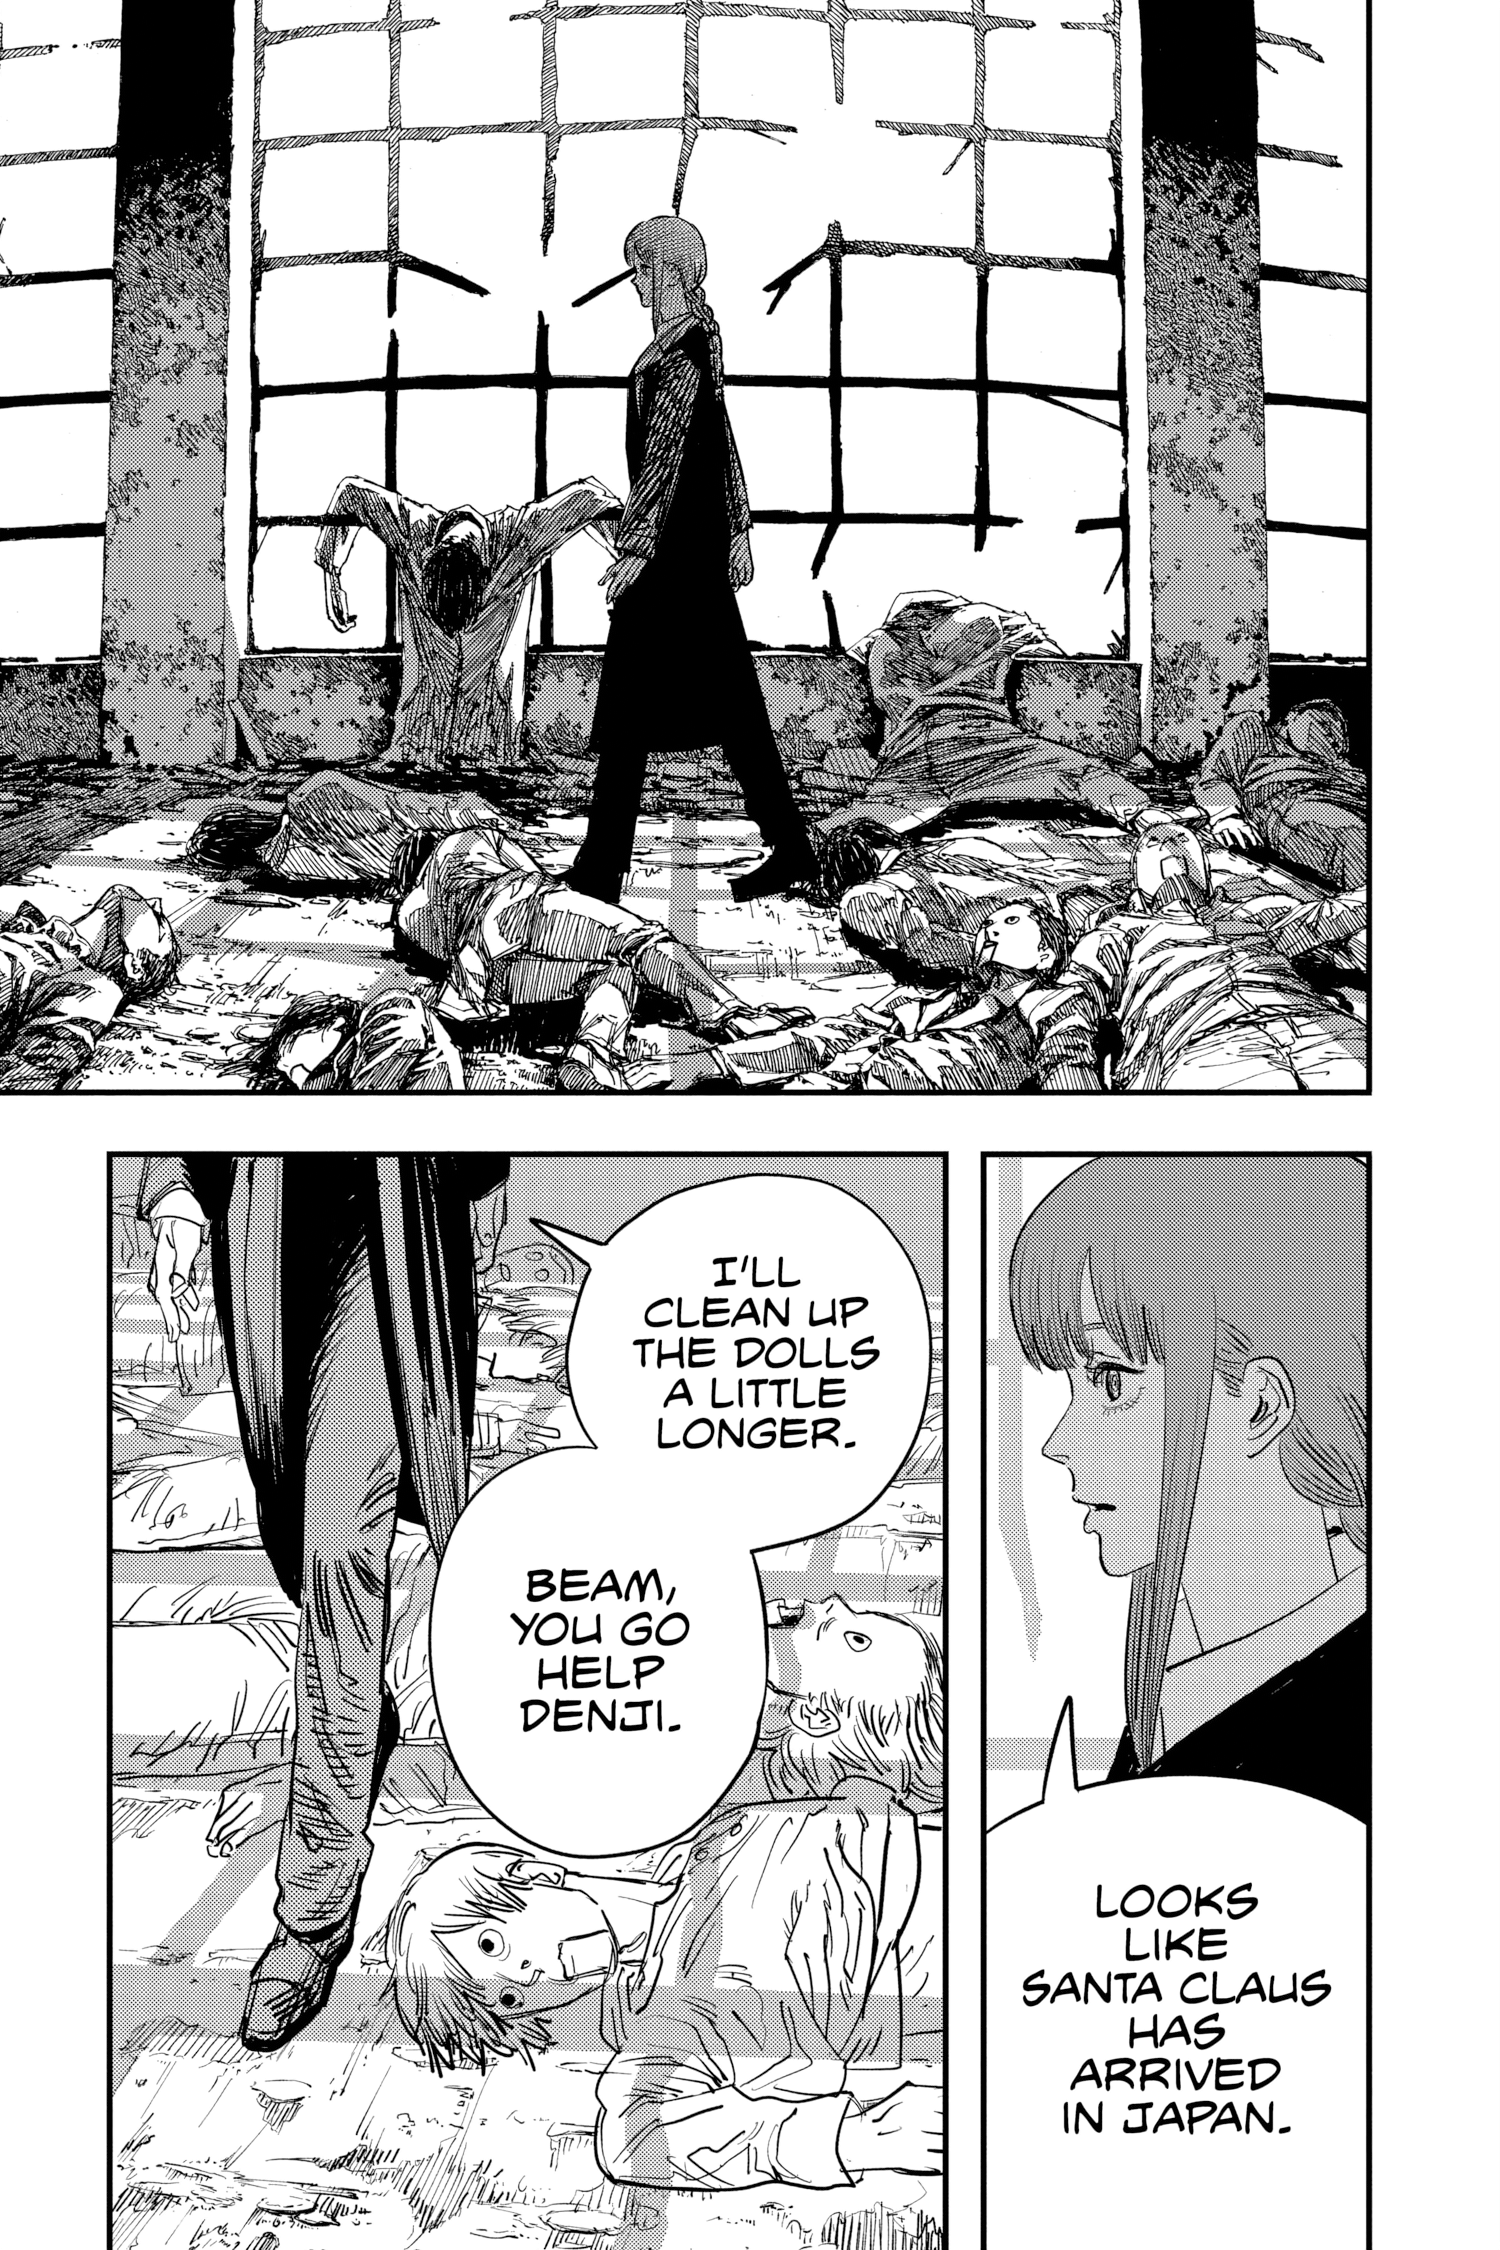 LOOKS
LIKE
SANTA CLAUS
HAS
ARRIVED
IN JAPAN.
I'LL
CLEAN UP
THE DOLLS
A LITTLE
LONGER.
BEAM,
YOU GO
HELP
DENJI.